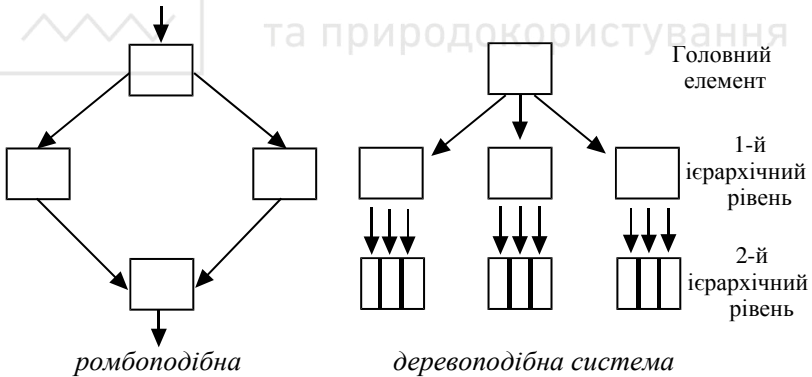 та природокористування
Головний
елемент
1-й
ієрархічний
рівень
2-й
ієрархічний
рівень
ромбоподібна
деревоподібна система